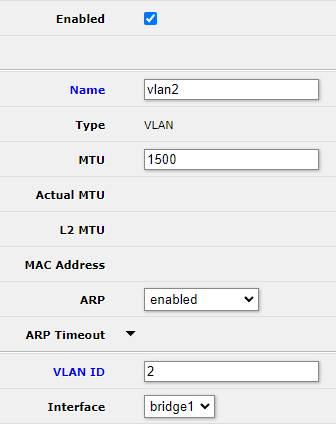 Enabled
Name vlan2
Type VLAN
MTU 1500
Actual MTU
L2 MTU
MAC Address
ARP enabled
ARP Timeout
VLAN ID 2
Interface bridge1